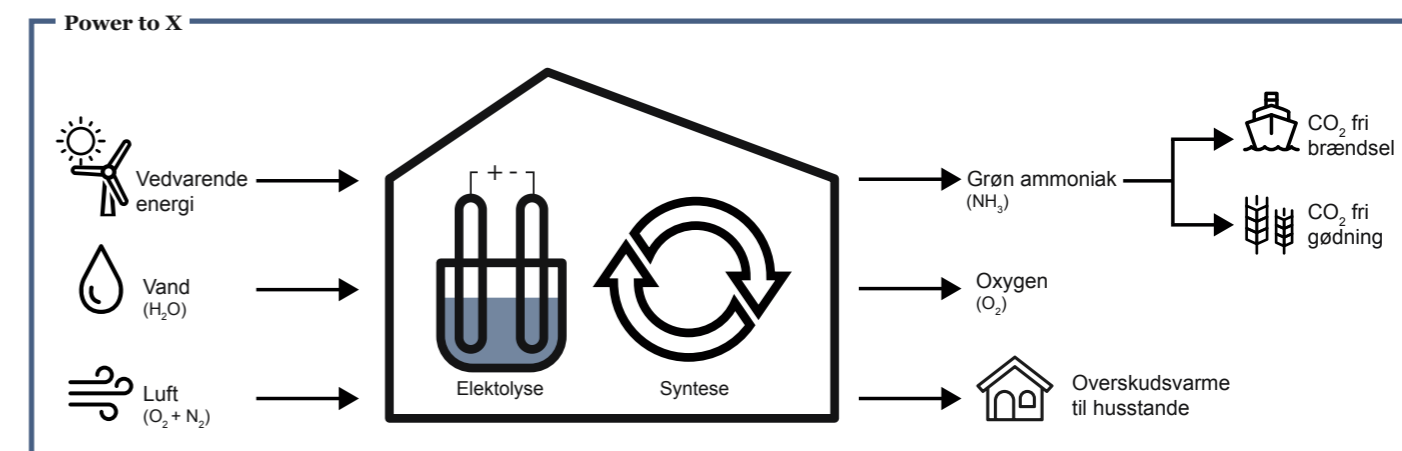 Power to X
Vedvarende
energi
Vand
(H₂O)
Luft
(O₂ + N₂)
+ -
Elektolyse
Syntese
Grøn ammoniak
(NH₃)
CO₂ fri
brændsel
CO₂ fri
gødning
Oxygen
(O₂)
Overskudsvarme
til husstande